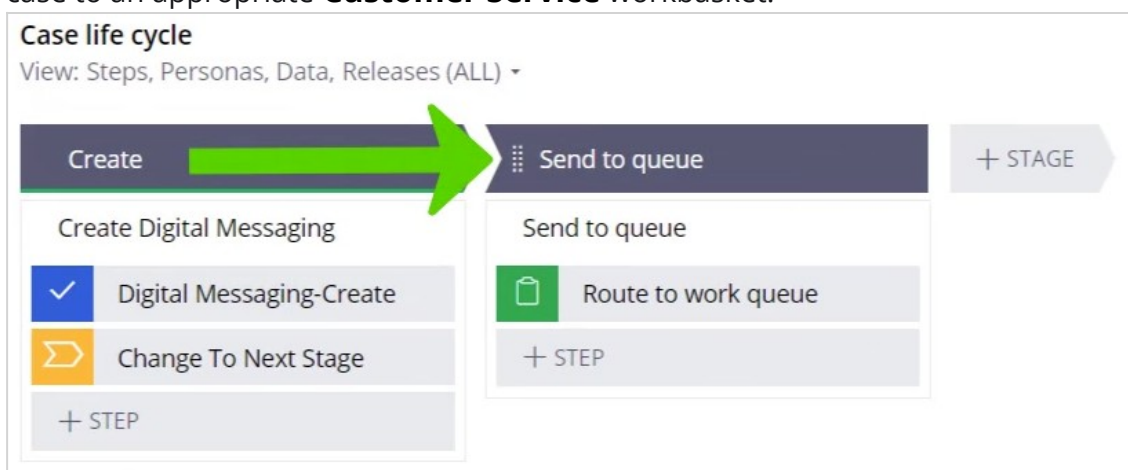 case to an appropriate Customer Service workbasket.
Case life cycle
View: Steps, Personas, Data, Releases (ALL)
Create
Send to queue
+ STAGE
Create Digital Messaging
Send to queue
Digital Messaging-Create
Route to work queue
Change To Next Stage
+ STEP
+ STEP